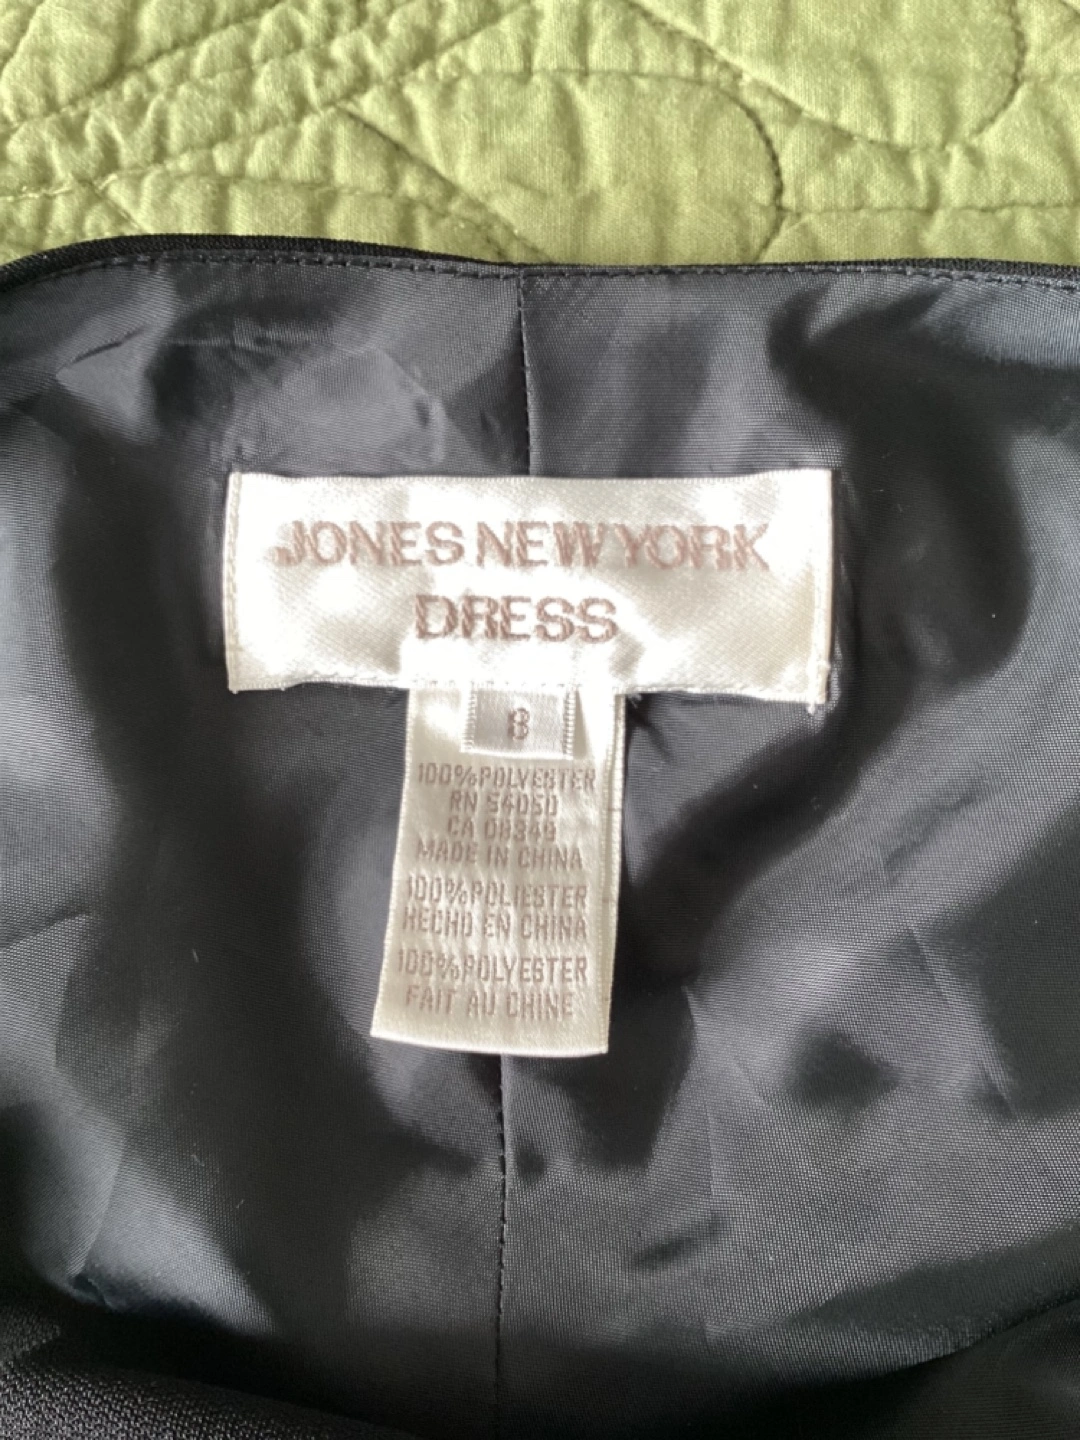 JONES NEW YORK
DRESS
8
100% POLYESTER
RN 54050
CA 08349
MADE IN CHINA
100% POLIESTER
HECHO EN CHINA
100% POLYESTER
FAIT AU CHINE